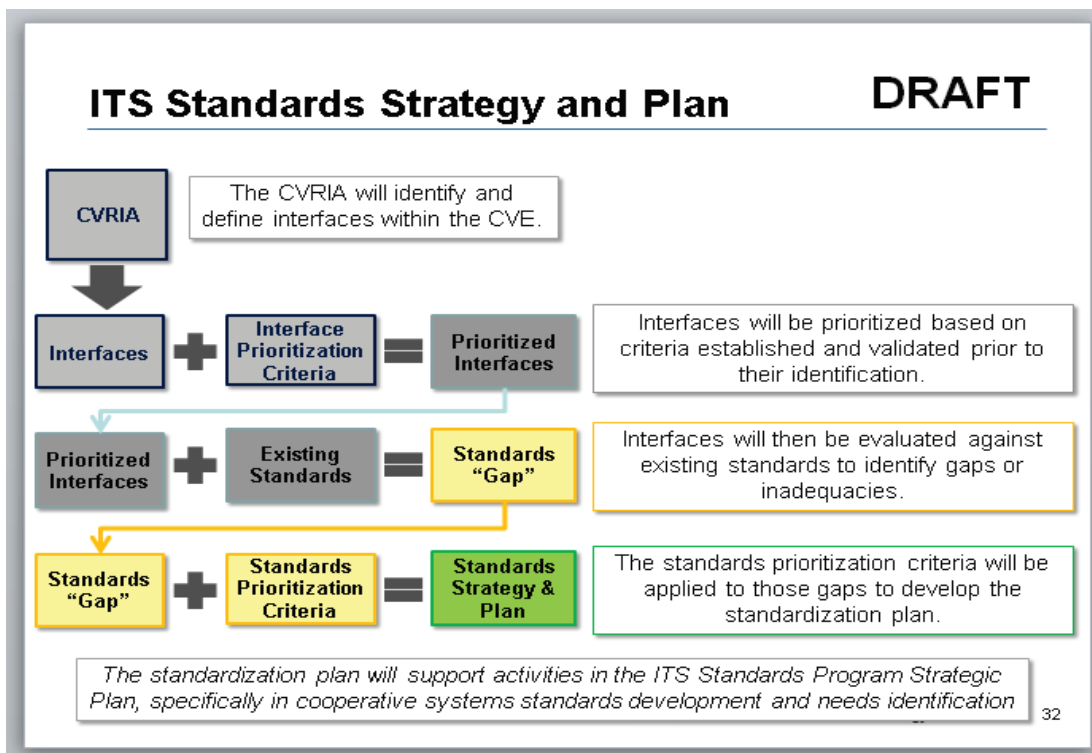 ITS Standards Strategy and Plan
DRAFT
CVRIA
The CVRIA will identify and
define interfaces within the CVE.
Interfaces
Interface
Prioritization
Criteria
Prioritized
Interfaces
Interfaces will be prioritized based on
criteria established and validated prior to
their identification.
Prioritized
Interfaces
Existing
Standards
Standards
“Gap”
Interfaces will then be evaluated against
existing standards to identify gaps or
inadequacies.
Standards
“Gap”
Standards
Prioritization
Criteria
Standards
Strategy &
Plan
The standards prioritization criteria will be
applied to those gaps to develop the
standardization plan.
The standardization plan will support activities in the ITS Standards Program Strategic
Plan, specifically in cooperative systems standards development and needs identification
32